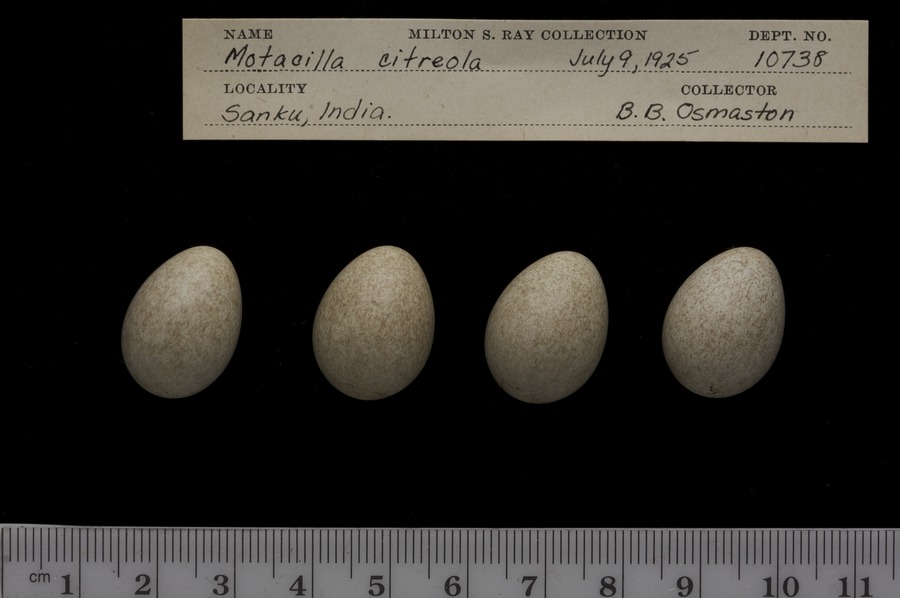 NAME MILTON S. RAY COLLECTION DEPT. NO.
Motacilla citreola July 9, 1925 10738
LOCALITY COLLECTOR
Sanku, India. B. B. Osmaston
cm 1 2 3 4 5 6 7 8 9 10 11